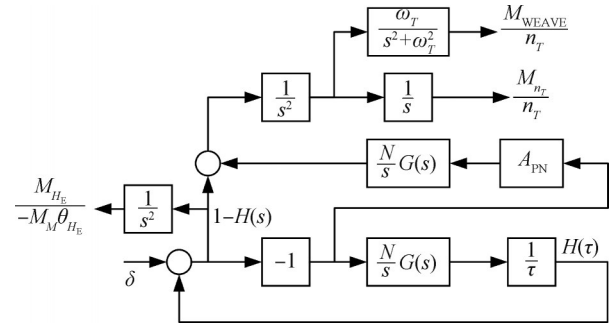 ω_T / (s² + ω_T²)
M_WEAVE / n_T
1 / s²
1 / s
M_{n_T} / n_T
N / s G(s)
A_PN
M_{H_E} / −M_M θ_{H_E}
1 / s²
1−H(s)
δ
−1
N / s G(s)
1 / τ
H(τ)